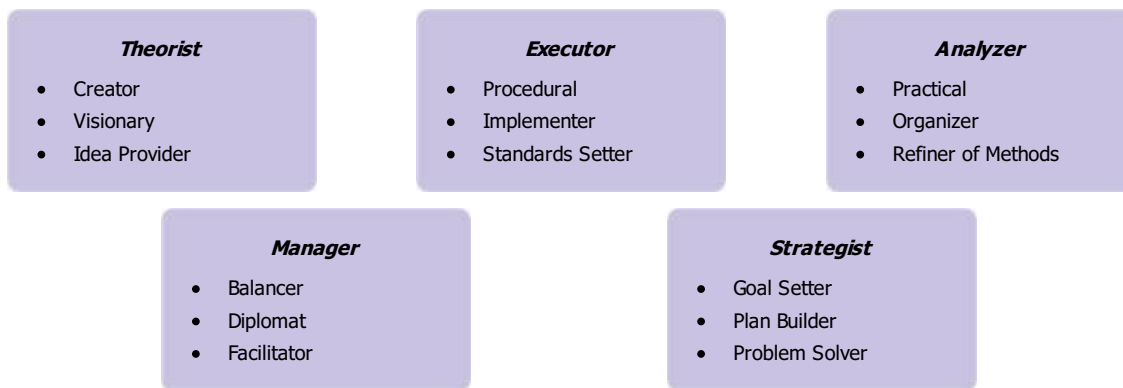 Theorist
• Creator
• Visionary
• Idea Provider
Executor
• Procedural
• Implementer
• Standards Setter
Analyzer
• Practical
• Organizer
• Refiner of Methods
Manager
• Balancer
• Diplomat
• Facilitator
Strategist
• Goal Setter
• Plan Builder
• Problem Solver